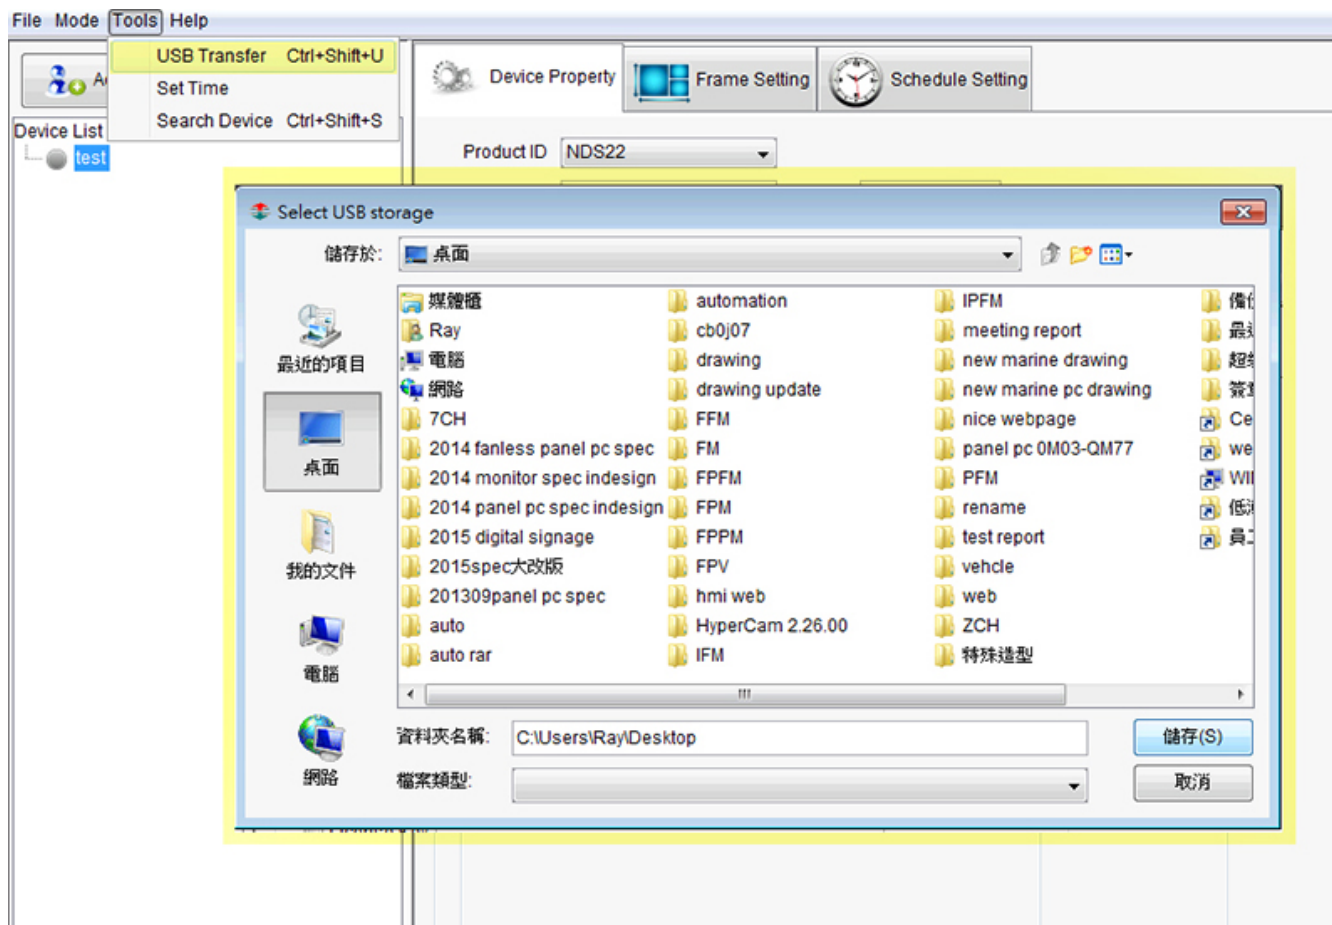 File Mode Tools Help
USB Transfer Ctrl+Shift+U
Set Time
Search Device Ctrl+Shift+S
Device List
test
Device Property
Frame Setting
Schedule Setting
Product ID NDS22
Select USB storage
儲存於: 桌面
最近的項目
桌面
我的文件
電腦
網路
媒體櫃
Ray
電腦
網路
7CH
2014 fanless panel pc spec
2014 monitor spec indesign
2014 panel pc spec indesign
2015 digital signage
2015spec大改版
201309panel pc spec
auto
auto rar
automation
cb0j07
drawing
drawing update
FFM
FM
FPFM
FPM
FPPM
FPV
hmi web
HyperCam 2.26.00
IFM
IPFM
meeting report
new marine drawing
new marine pc drawing
nice webpage
panel pc 0M03-QM77
PFM
rename
test report
vehcle
web
ZCH
特殊造型
資料夾名稱: C:\Users\Ray\Desktop
儲存(S)
檔案類型:
取消